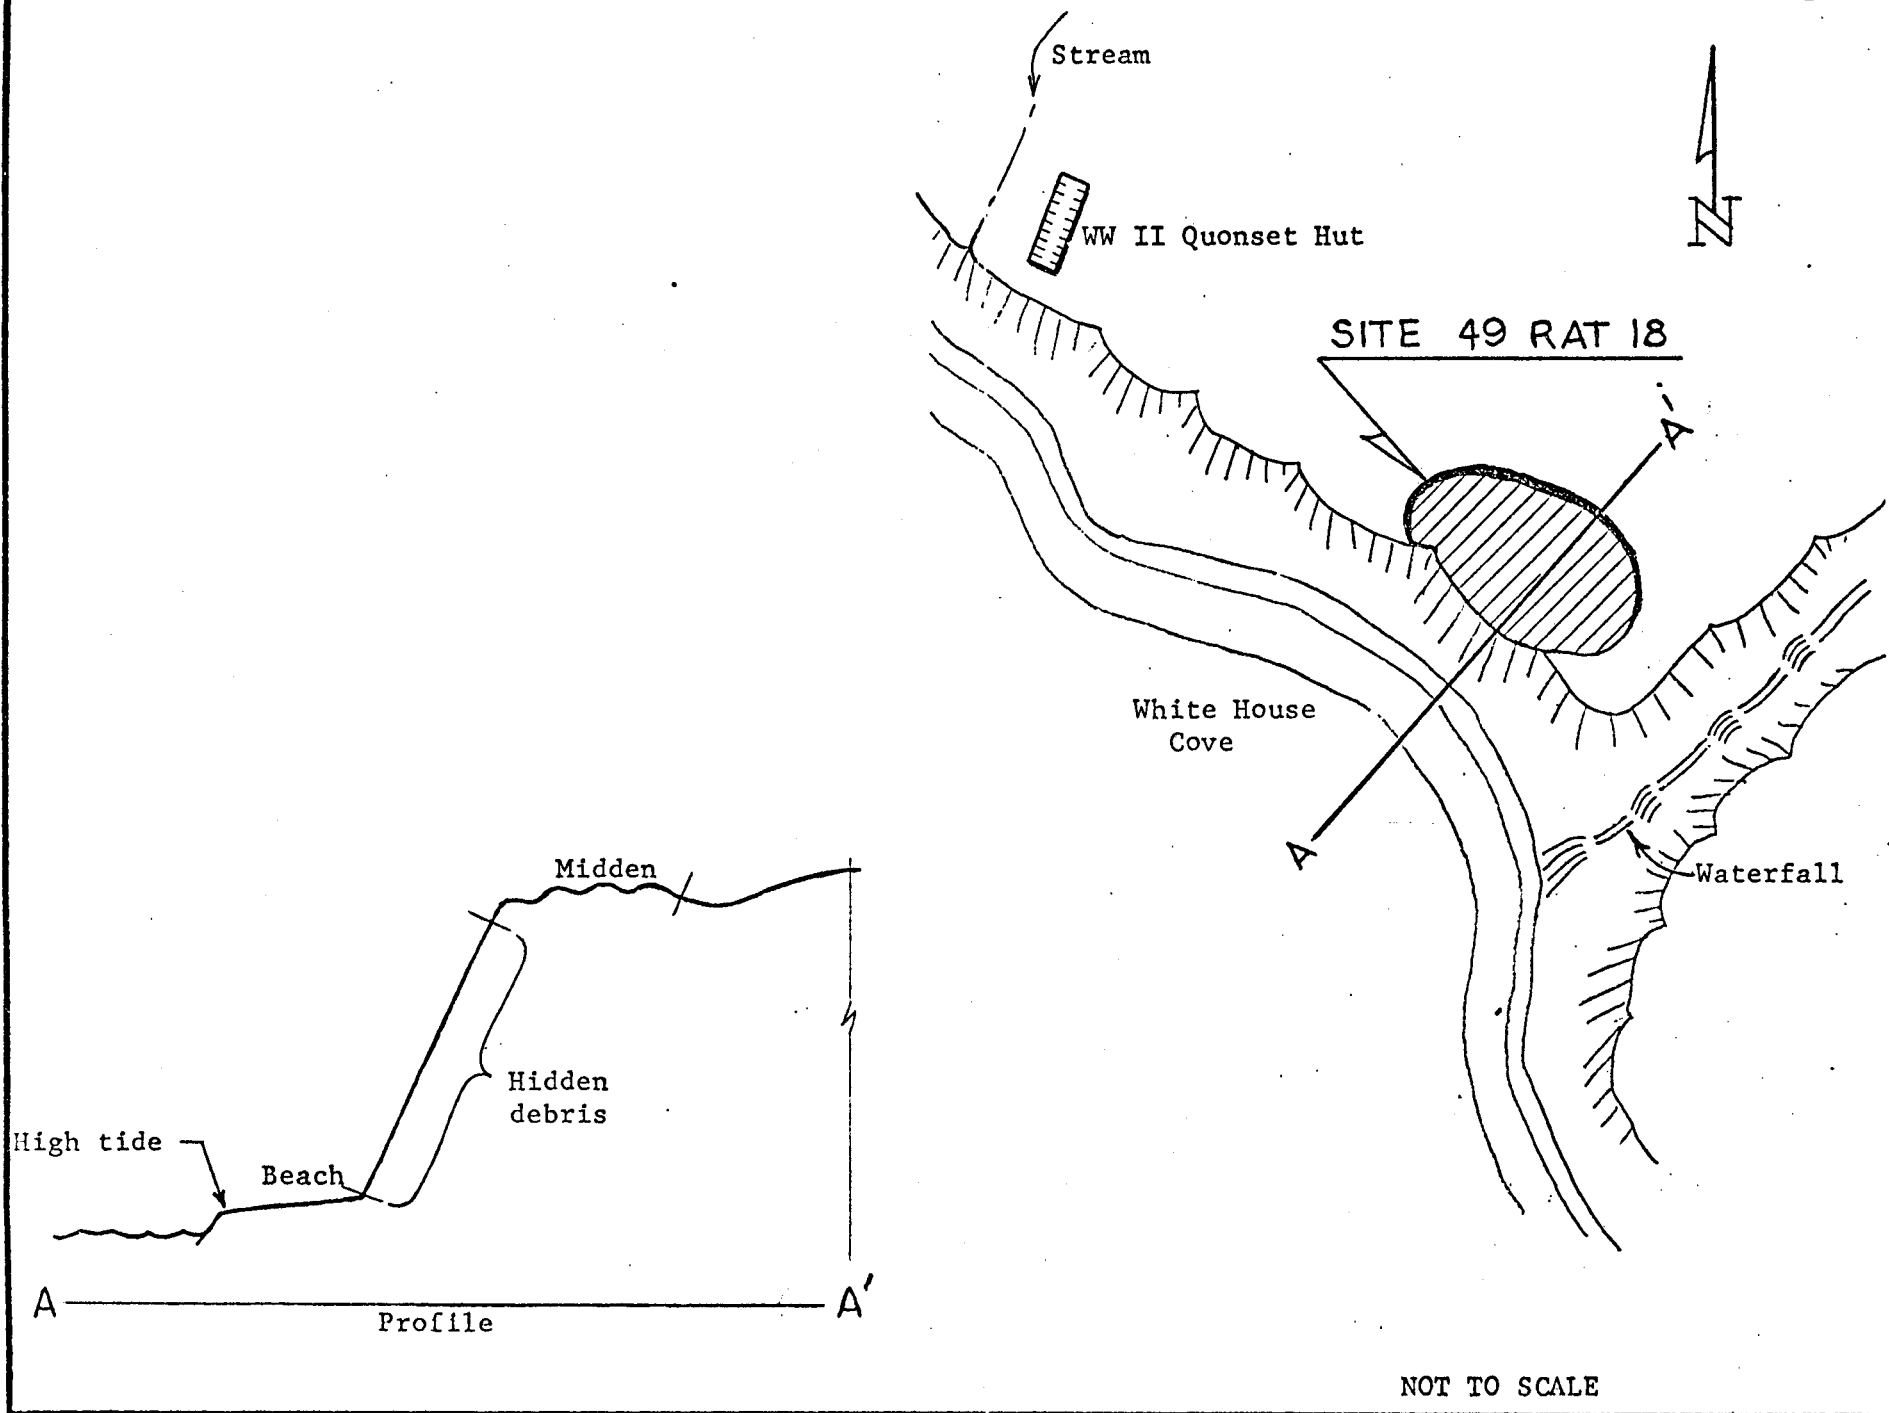 Stream
N
WW II Quonset Hut
SITE 49 RAT 18
A'
White House
Cove
A
Waterfall
Midden
Hidden
debris
High tide
Beach
A
A'
Profile
NOT TO SCALE